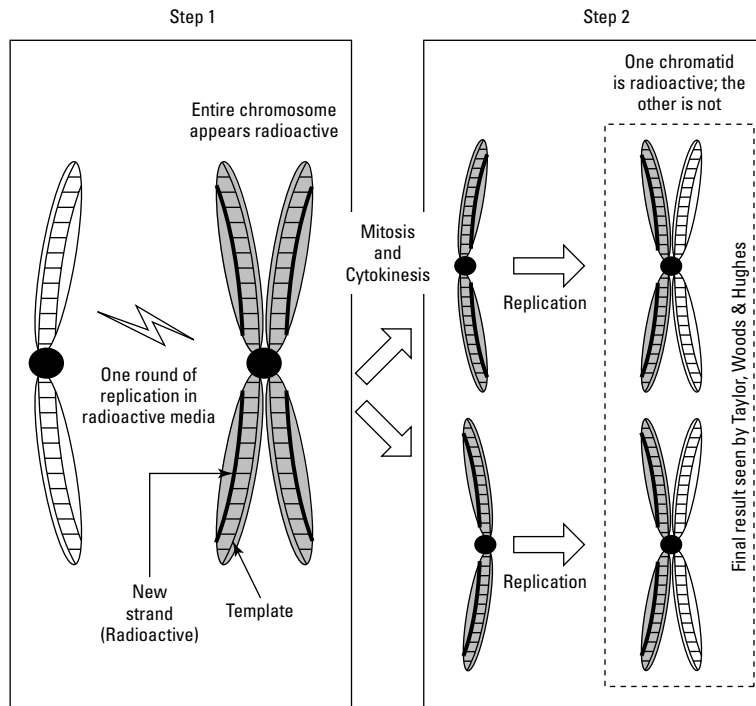 Step 1
Entire chromosome
appears radioactive
One round of
replication in
radioactive media
New
strand
(Radioactive)
Template
Mitosis
and
Cytokinesis
Step 2
One chromatid
is radioactive; the
other is not
Replication
Replication
Final result seen by Taylor, Woods & Hughes